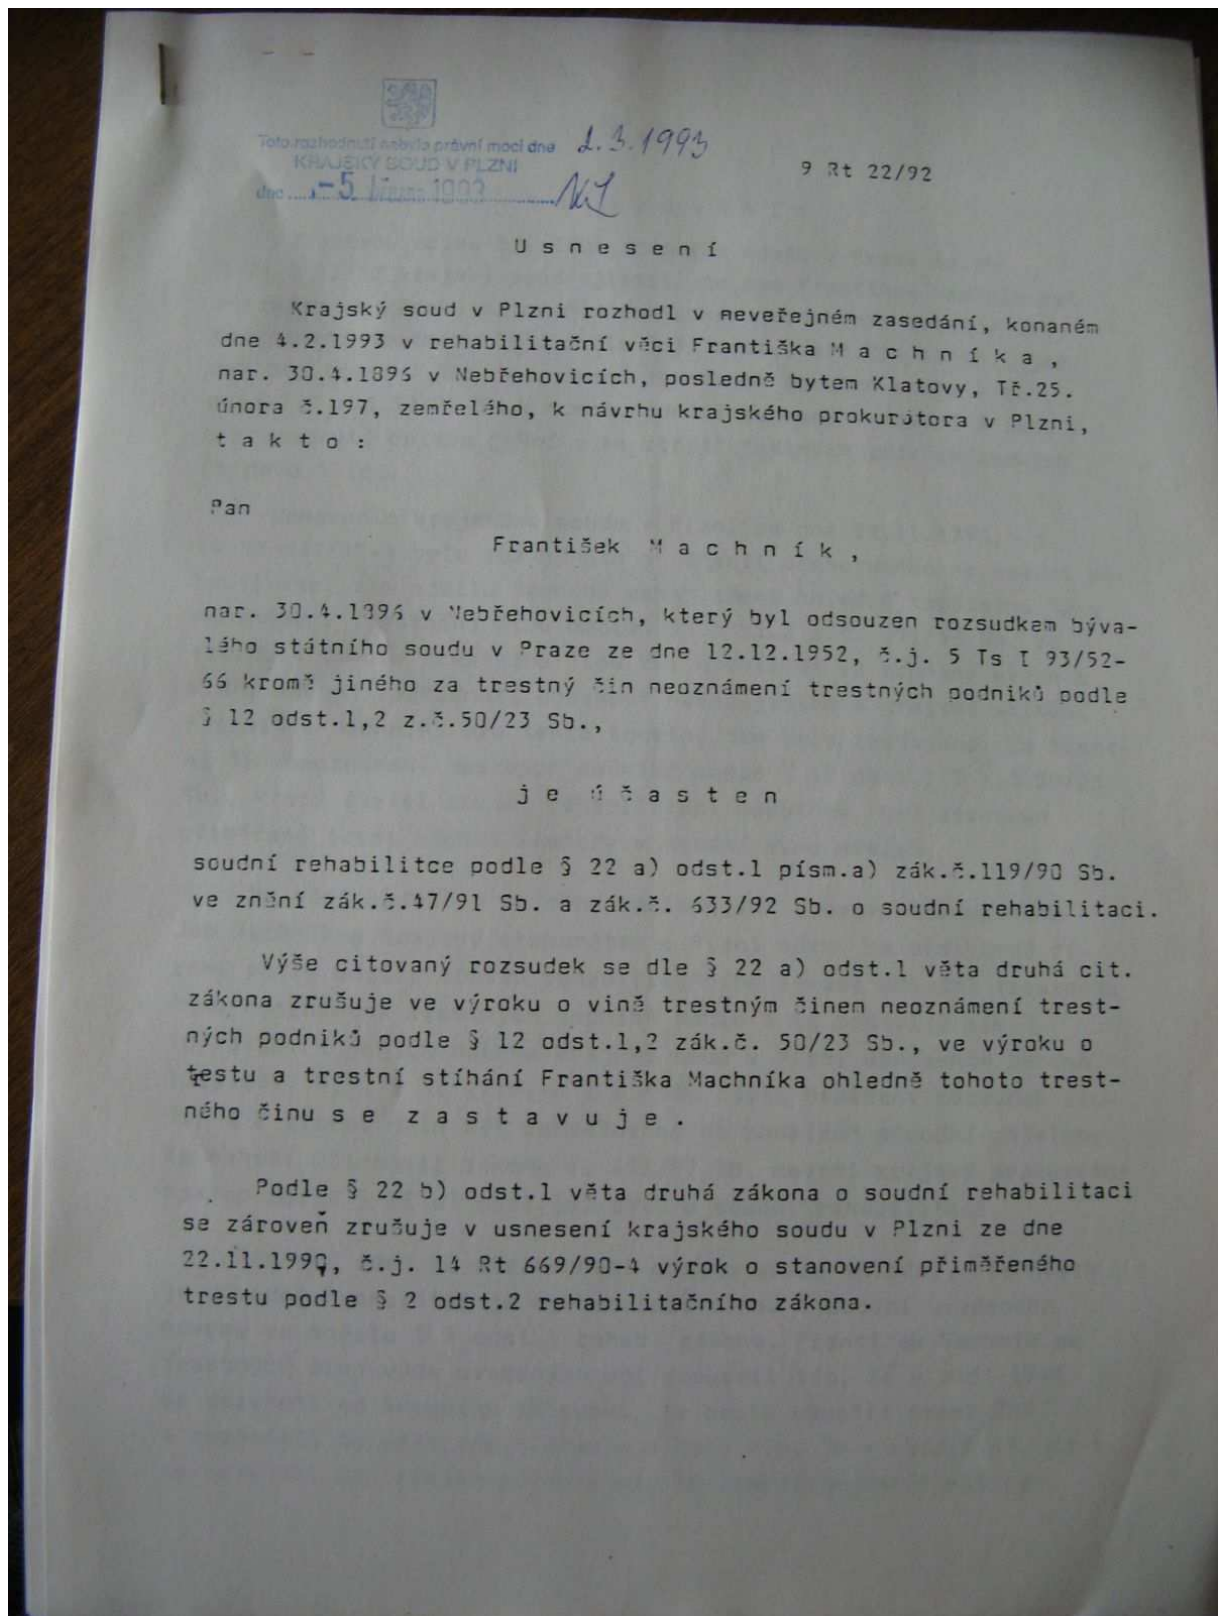 Toto rozhodnutí nabylo právní moci dne 2.3.1993
KRAJSKÝ SOUD V PLZNI
dne -5. března 1993
9 Rt 22/92
U s n e s e n í
Krajský soud v Plzni rozhodl v neveřejném zasedání, konaném
dne 4.2.1993 v rehabilitační věci Františka M a c h n í k a ,
nar. 30.4.1896 v Nebřehovicích, posledně bytem Klatovy, Tř.25.
února č.197, zemřelého, k návrhu krajského prokurátora v Plzni,
t a k t o :
Pan
František M a c h n í k ,
nar. 30.4.1896 v Nebřehovicích, který byl odsouzen rozsudkem býva-
lého státního soudu v Praze ze dne 12.12.1952, č.j. 5 Ts I 93/52-
66 kromě jiného za trestný čin neoznámení trestných podniků podle
§ 12 odst.1,2 z.č.50/23 Sb.,
j e ú č a s t e n
soudní rehabilitce podle § 22 a) odst.1 písm.a) zák.č.119/90 Sb.
ve znění zák.č.47/91 Sb. a zák.č. 633/92 Sb. o soudní rehabilitaci.
Výše citovaný rozsudek se dle § 22 a) odst.1 věta druhá cit.
zákona zrušuje ve výroku o vině trestným činen neoznámení trest-
ných podniků podle § 12 odst.1,2 zák.č. 50/23 Sb., ve výroku o
testu a trestní stíhání Františka Machníka ohledně tohoto trest-
ného činu s e z a s t a v u j e .
Podle § 22 b) odst.1 věta druhá zákona o soudní rehabilitaci
se zároveň zrušuje v usnesení krajského soudu v Plzni ze dne
22.11.1990, č.j. 14 Rt 669/90-4 výrok o stanovení přiměřeného
trestu podle § 2 odst.2 rehabilitačního zákona.